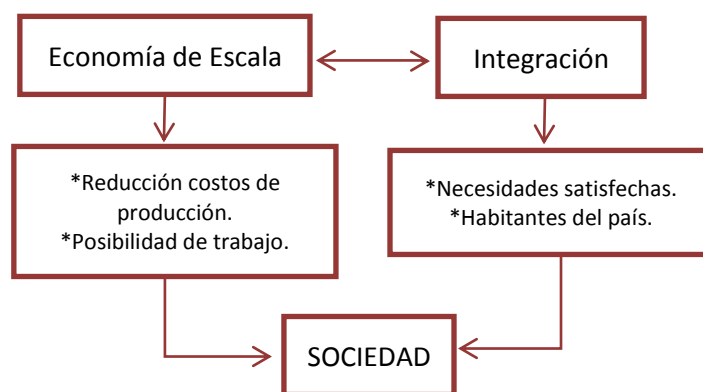 Economía de Escala
Integración
*Reducción costos de
producción.
*Posibilidad de trabajo.
*Necesidades satisfechas.
*Habitantes del país.
SOCIEDAD